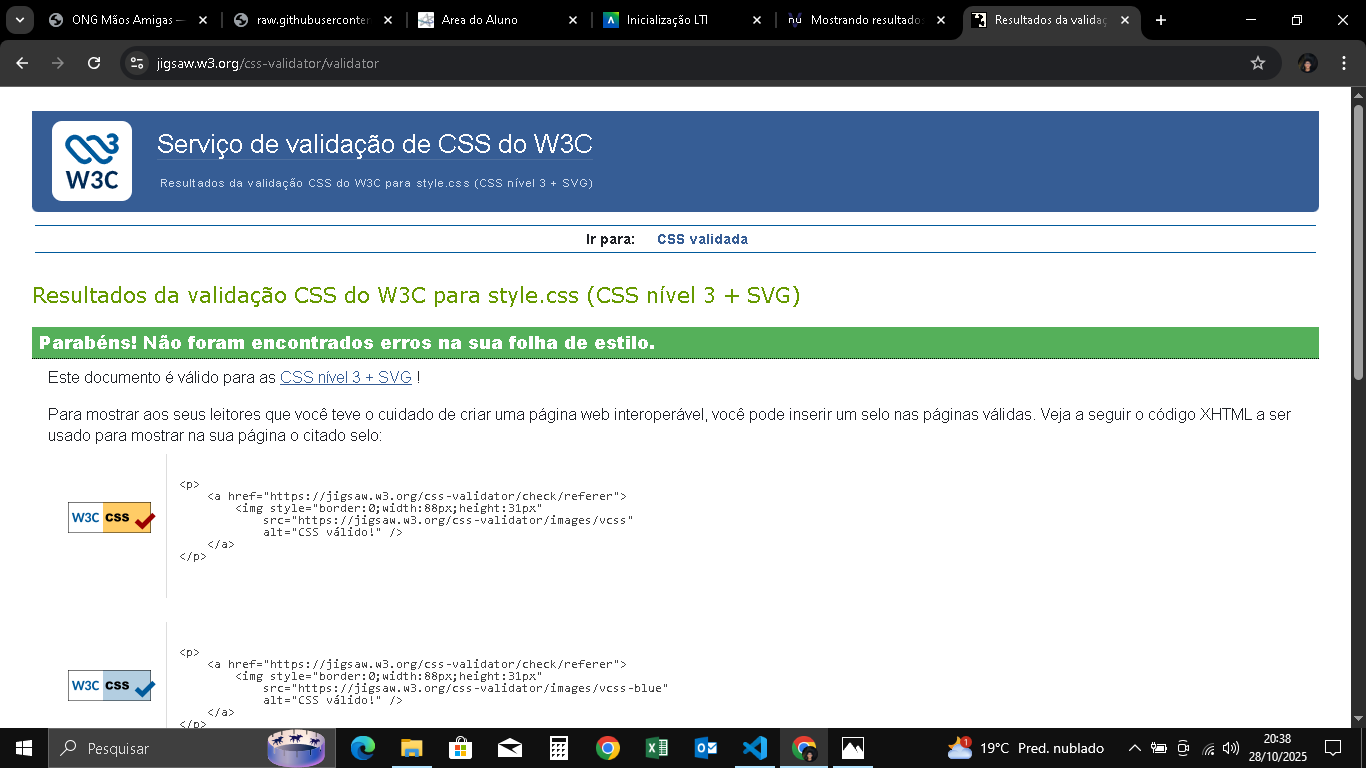 ONG Mãos Amigas —
raw.githubuserconter
Area do Aluno
Inicialização LTI
Mostrando resultados
Resultados da validaç
jigsaw.w3.org/css-validator/validator
W3C
Serviço de validação de CSS do W3C
Resultados da validação CSS do W3C para style.css (CSS nível 3 + SVG)
Ir para: CSS validada
Resultados da validação CSS do W3C para style.css (CSS nível 3 + SVG)
Parabéns! Não foram encontrados erros na sua folha de estilo.
Este documento é válido para as CSS nível 3 + SVG !
Para mostrar aos seus leitores que você teve o cuidado de criar uma página web interoperável, você pode inserir um selo nas páginas válidas. Veja a seguir o código XHTML a ser
usado para mostrar na sua página o citado selo:
W3C CSS
<p>
    <a href="https://jigsaw.w3.org/css-validator/check/referer">
        <img style="border:0;width:88px;height:31px"
            src="https://jigsaw.w3.org/css-validator/images/vcss"
            alt="CSS válido!" />
    </a>
</p>
W3C CSS
<p>
    <a href="https://jigsaw.w3.org/css-validator/check/referer">
        <img style="border:0;width:88px;height:31px"
            src="https://jigsaw.w3.org/css-validator/images/vcss-blue"
            alt="CSS válido!" />
    </a>
</p>
Pesquisar
1
19°C Pred. nublado
20:38
28/10/2025